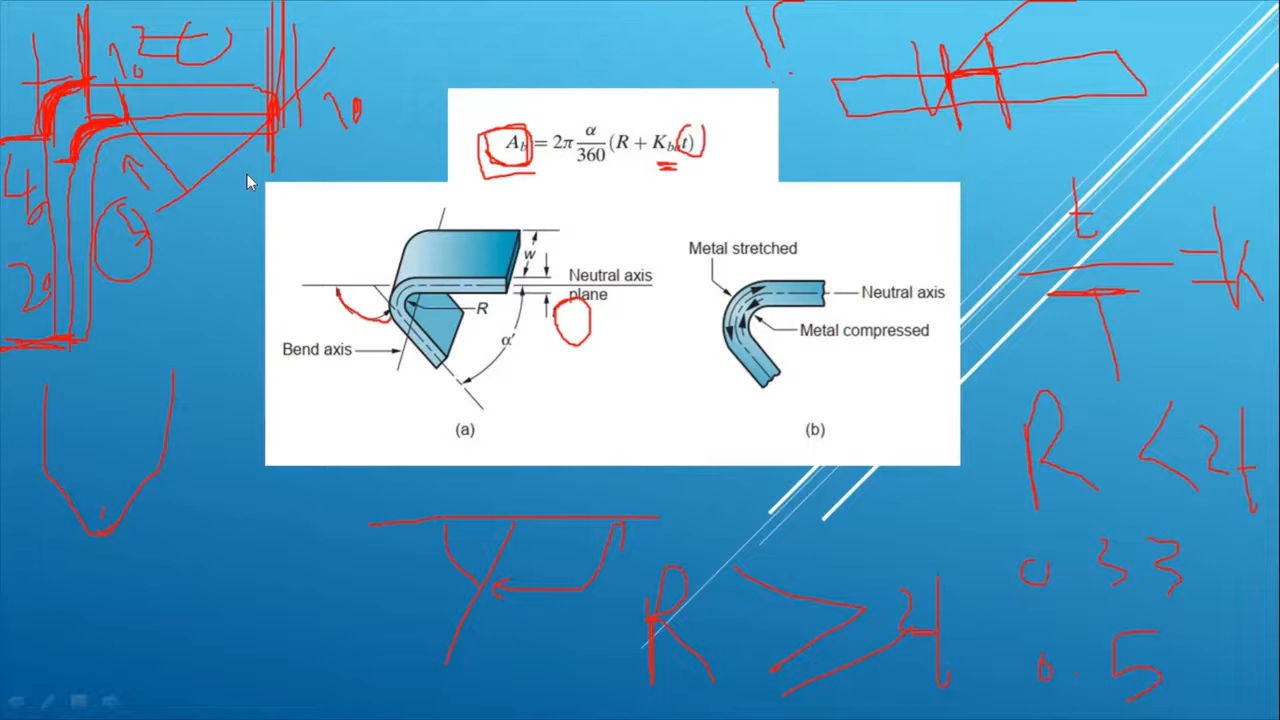 A_b = 2π α/360 (R + K_ba t)
w
Neutral axis
plane
R
α'
Bend axis
(a)
Metal stretched
Neutral axis
Metal compressed
(b)
t
= k
T
R < 2t
0 33
0.5
R ≥ 2t